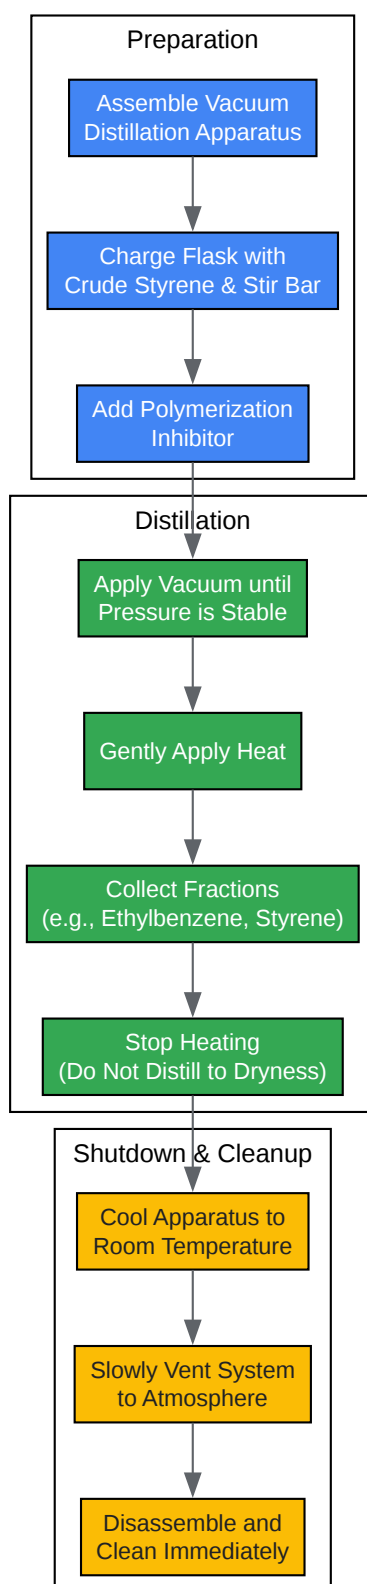 Preparation
Assemble Vacuum
Distillation Apparatus
Charge Flask with
Crude Styrene & Stir Bar
Add Polymerization
Inhibitor
Distillation
Apply Vacuum until
Pressure is Stable
Gently Apply Heat
Collect Fractions
(e.g., Ethylbenzene, Styrene)
Stop Heating
(Do Not Distill to Dryness)
Shutdown & Cleanup
Cool Apparatus to
Room Temperature
Slowly Vent System
to Atmosphere
Disassemble and
Clean Immediately